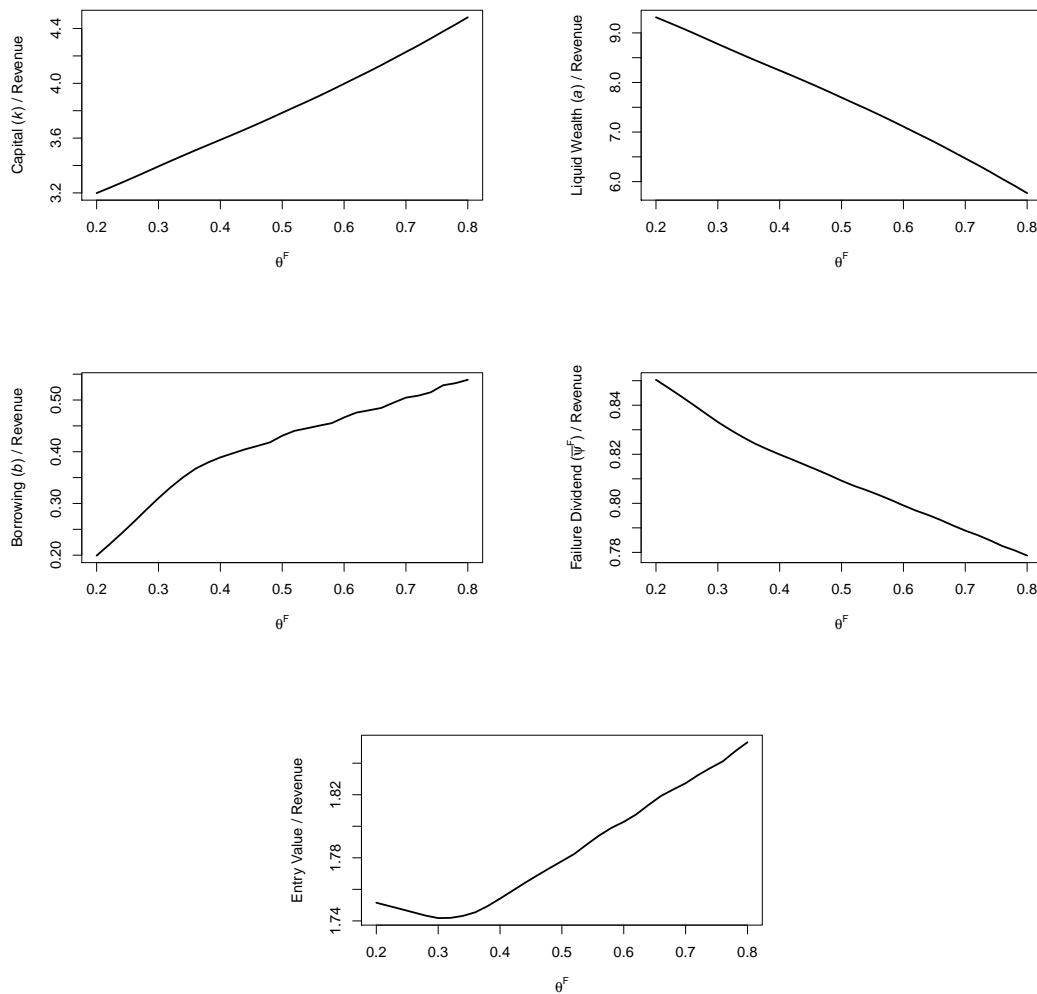 Capital (k) / Revenue
4.4
4.0
3.6
3.2
0.2 0.3 0.4 0.5 0.6 0.7 0.8
θ^F
Liquid Wealth (a) / Revenue
9.0
8.0
7.0
6.0
0.2 0.3 0.4 0.5 0.6 0.7 0.8
θ^F
Borrowing (b) / Revenue
0.50
0.40
0.30
0.20
0.2 0.3 0.4 0.5 0.6 0.7 0.8
θ^F
Failure Dividend (ψ̅^F) / Revenue
0.84
0.82
0.80
0.78
0.2 0.3 0.4 0.5 0.6 0.7 0.8
θ^F
Entry Value / Revenue
1.82
1.78
1.74
0.2 0.3 0.4 0.5 0.6 0.7 0.8
θ^F